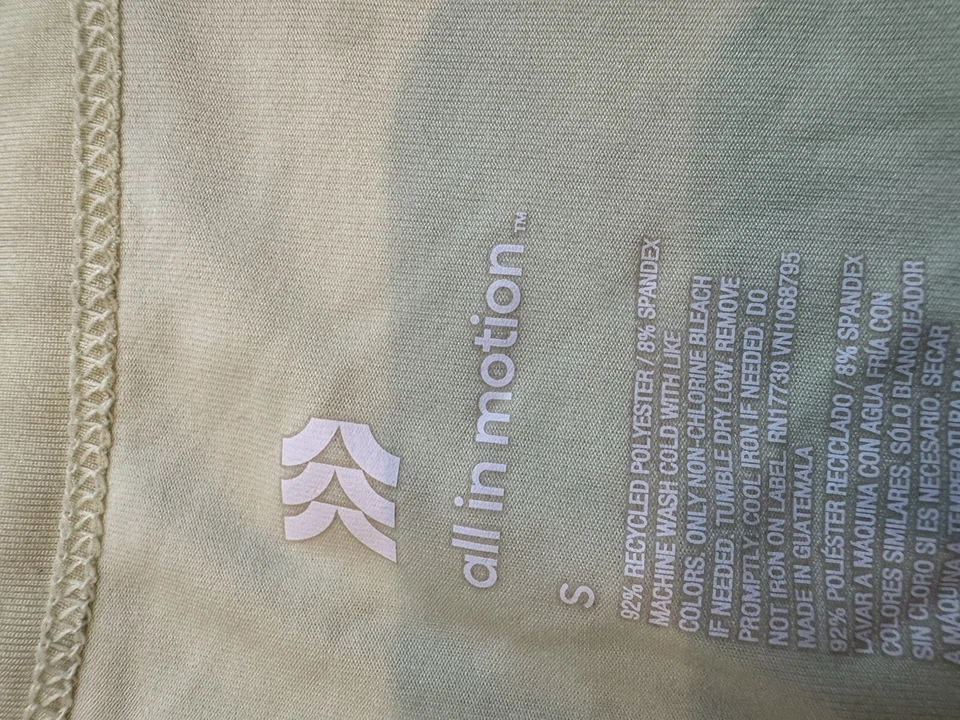 all in motion™
S
92% RECYCLED POLYESTER / 8% SPANDEX
MACHINE WASH COLD WITH LIKE
COLORS. ONLY NON-CHLORINE BLEACH
IF NEEDED. TUMBLE DRY LOW. REMOVE
PROMPTLY. COOL IRON IF NEEDED. DO
NOT IRON ON LABEL. RN17730 VN1068795
MADE IN GUATEMALA
92% POLIÉSTER RECICLADO / 8% SPANDEX
LAVAR A MÁQUINA CON AGUA FRÍA CON
COLORES SIMILARES. SÓLO BLANQUEADOR
SIN CLORO SI ES NECESARIO. SECAR
A MÁQUINA A